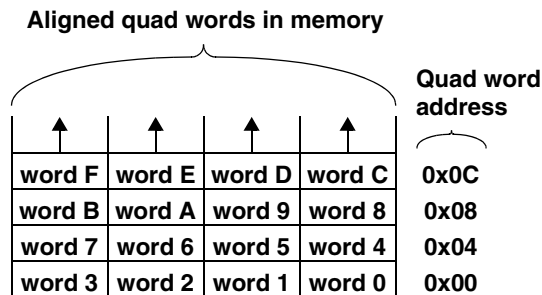 Aligned quad words in memory
Quad word
address
word F word E word D word C 0x0C
word B word A word 9 word 8 0x08
word 7 word 6 word 5 word 4 0x04
word 3 word 2 word 1 word 0 0x00